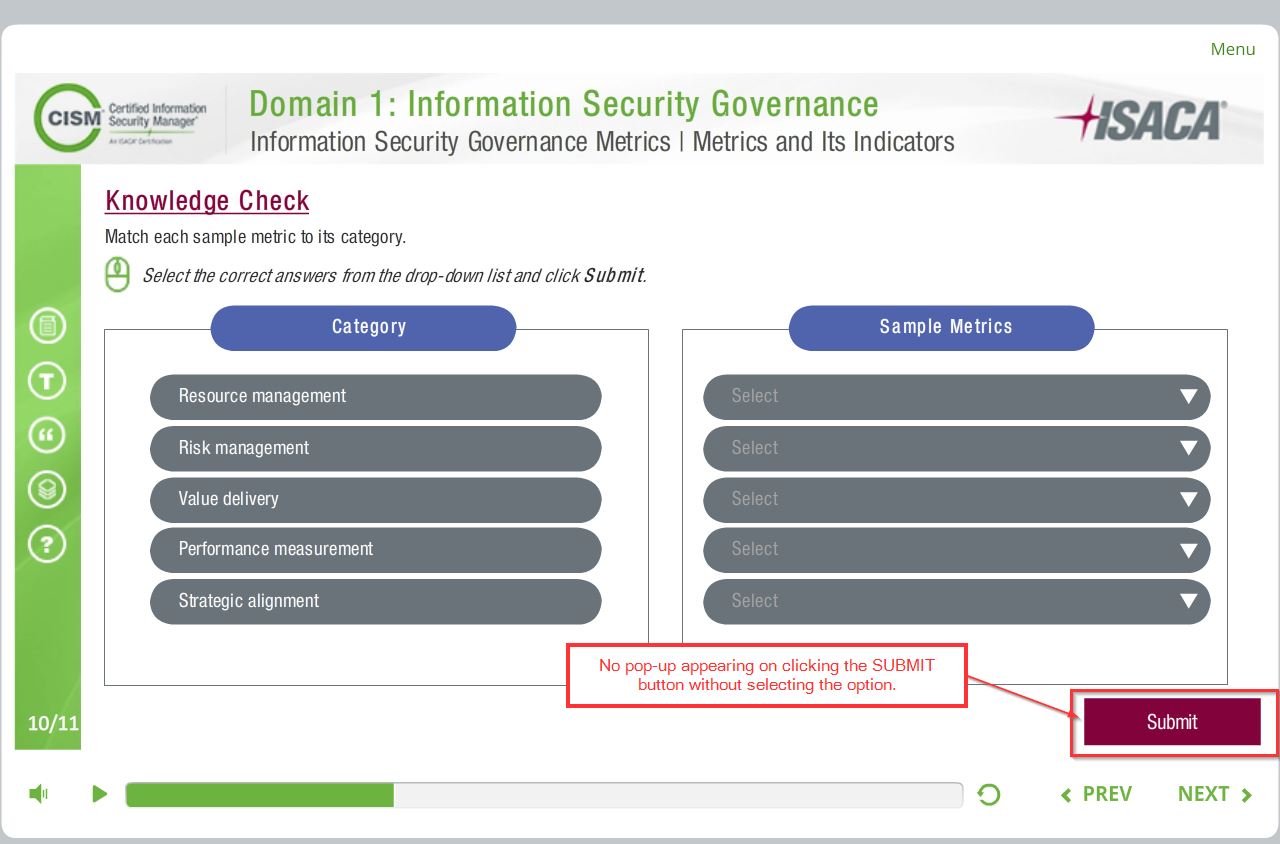 Menu
CISM
Certified Information
Security Manager®
An ISACA® Certification
Domain 1: Information Security Governance
Information Security Governance Metrics | Metrics and Its Indicators
ISACA®
Knowledge Check
Match each sample metric to its category.
Select the correct answers from the drop-down list and click Submit.
Category
Sample Metrics
Resource management
Select
Risk management
Select
Value delivery
Select
Performance measurement
Select
Strategic alignment
Select
No pop-up appearing on clicking the SUBMIT
button without selecting the option.
10/11
Submit
PREV
NEXT